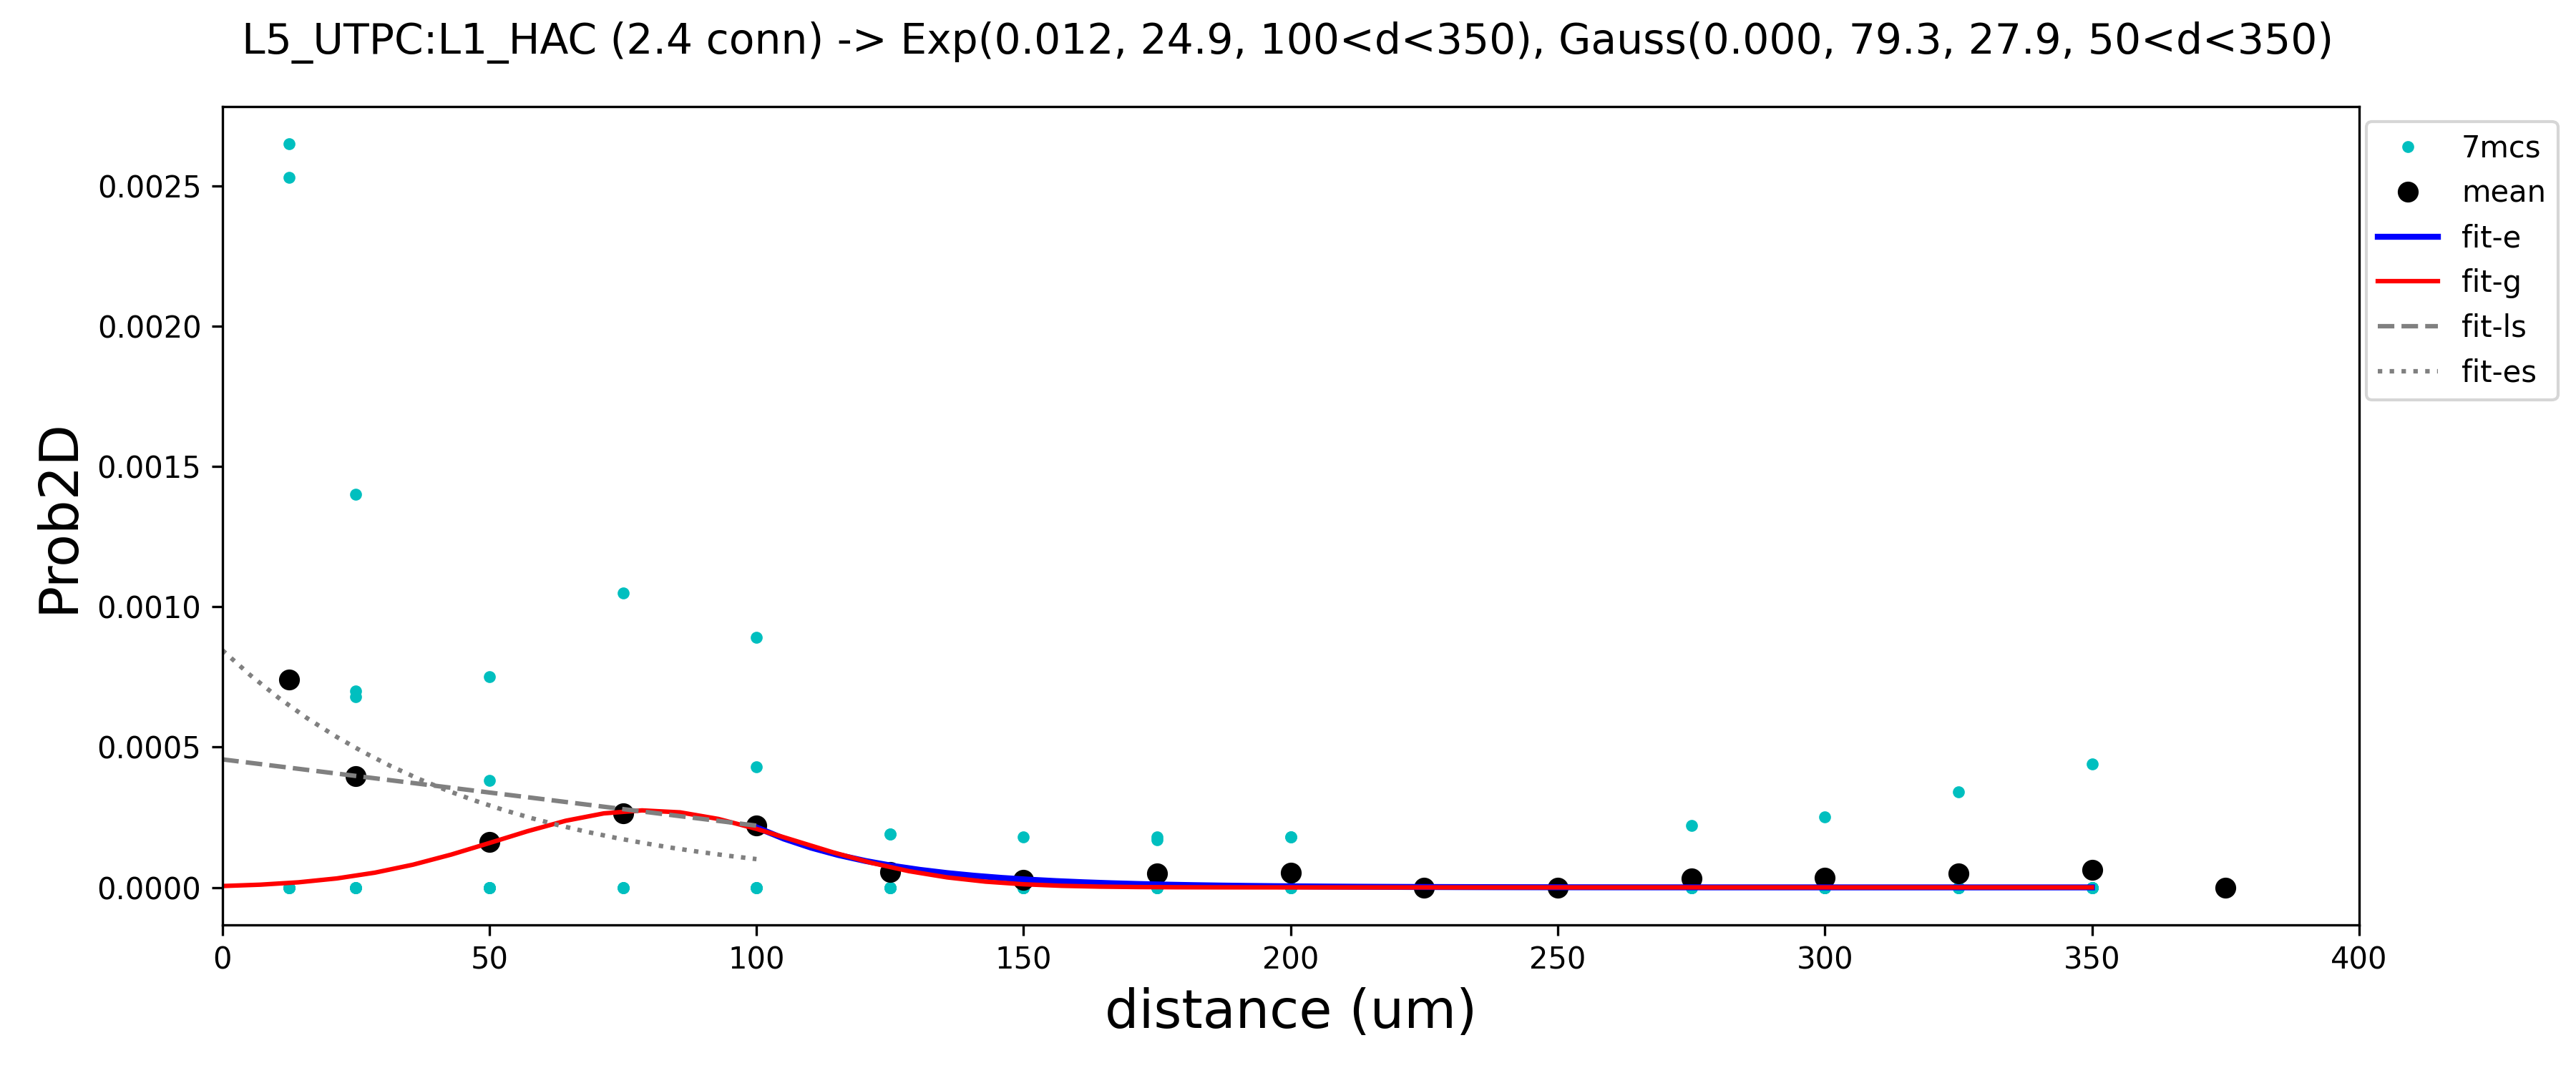 L5_UTPC:L1_HAC (2.4 conn) -> Exp(0.012, 24.9, 100<d<350), Gauss(0.000, 79.3, 27.9, 50<d<350)
7mcs
mean
fit-e
fit-g
fit-ls
fit-es
Prob2D
0.0025
0.0020
0.0015
0.0010
0.0005
0.0000
0 50 100 150 200 250 300 350 400
distance (um)